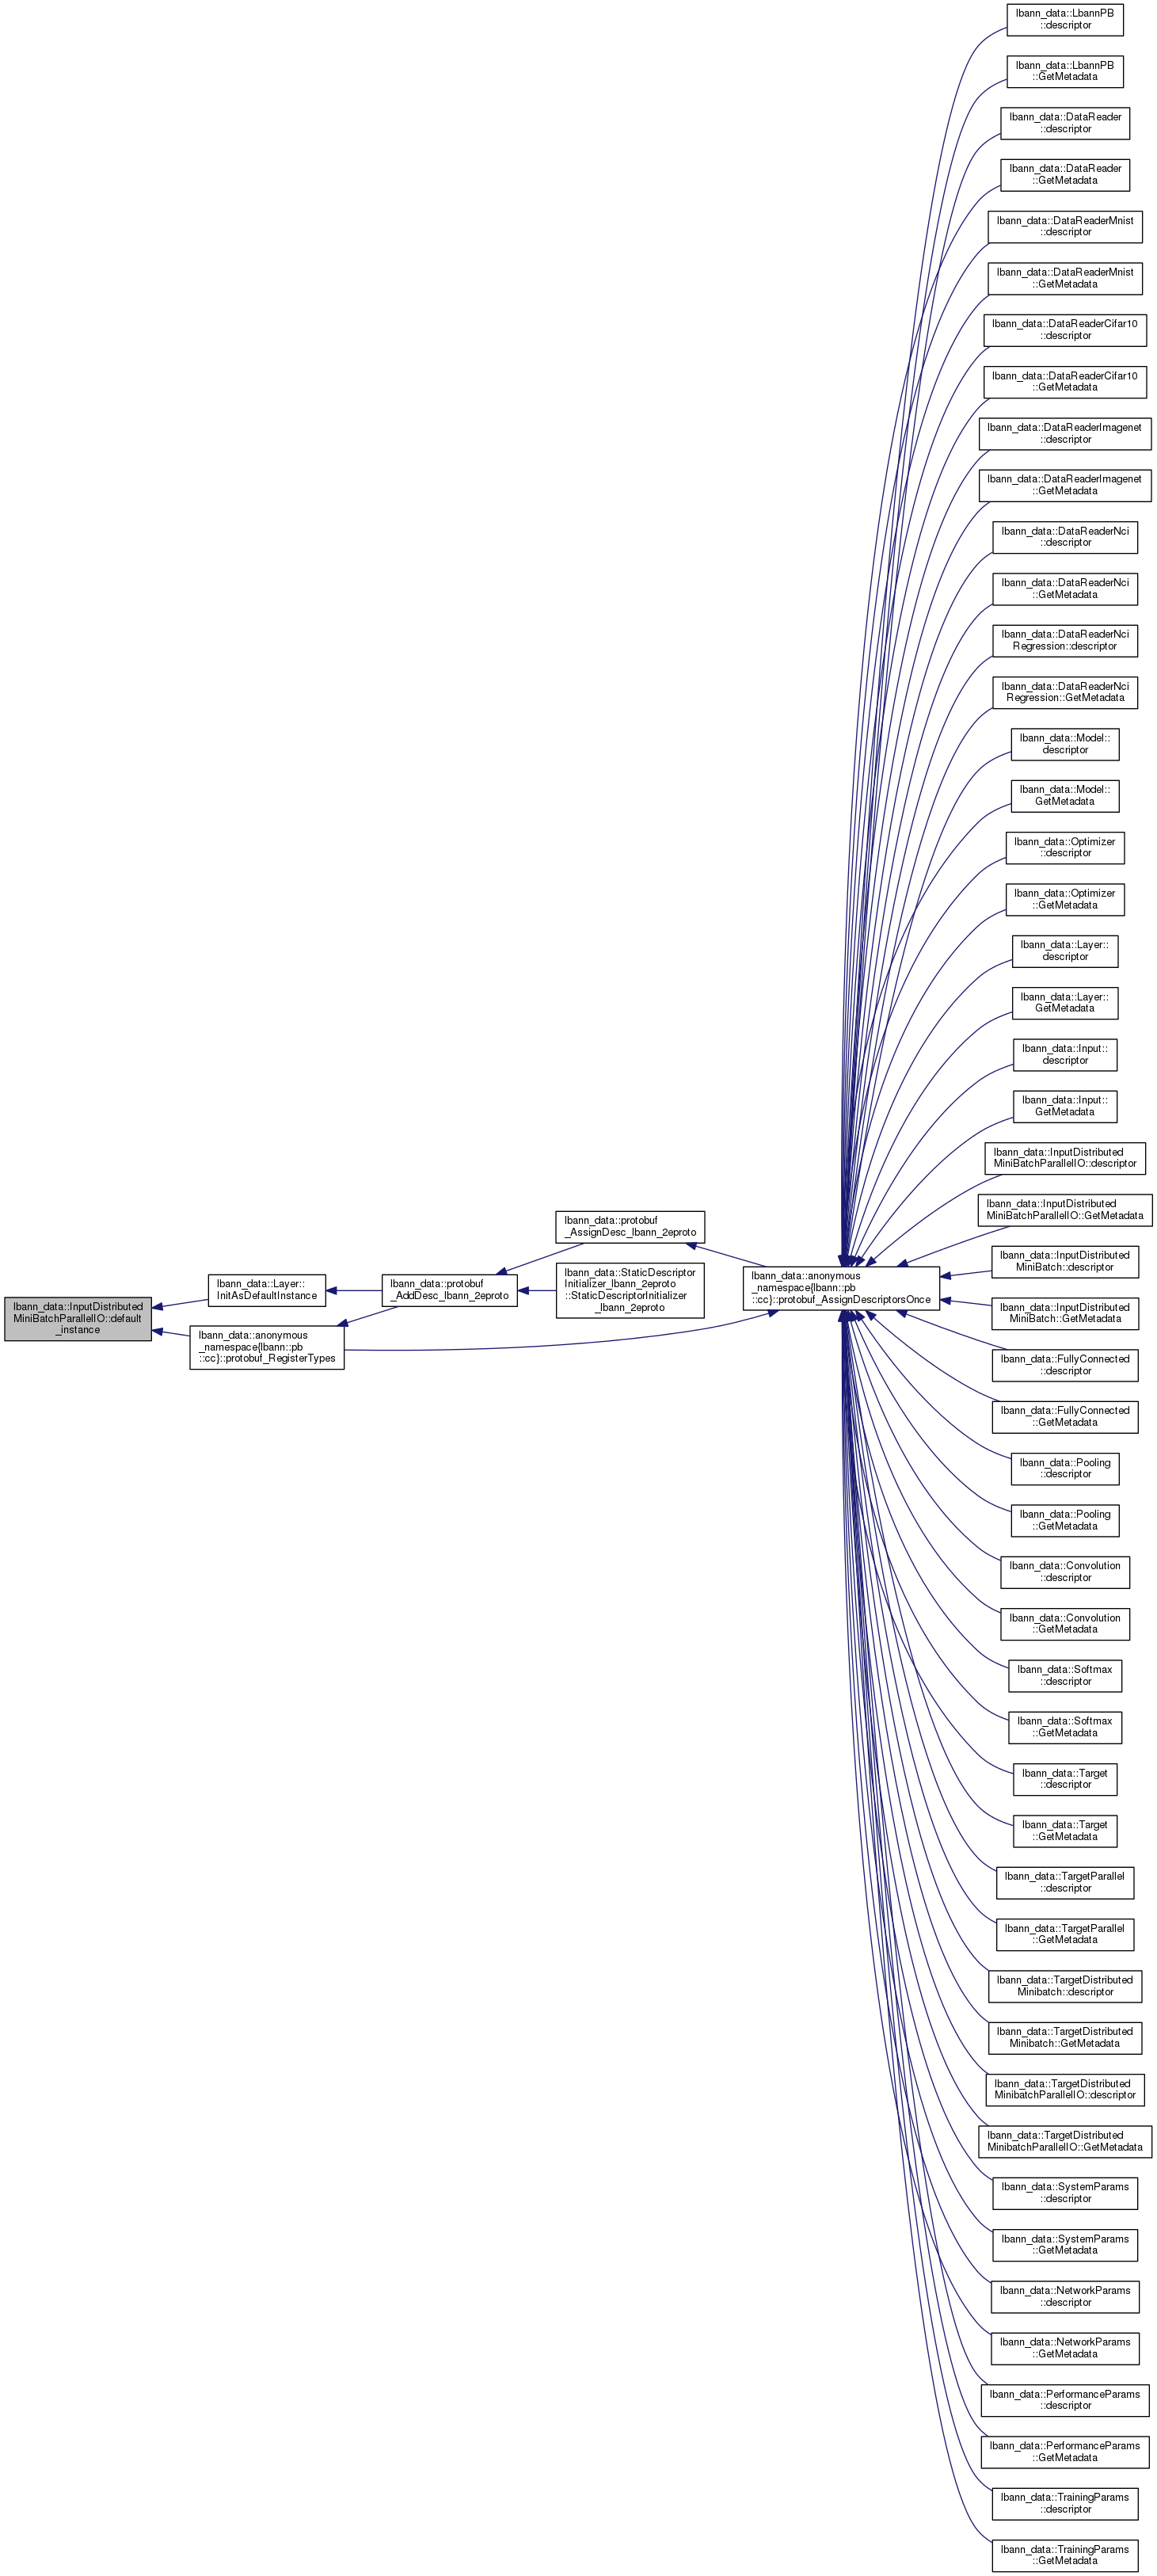 lbann_data::InputDistributed
MiniBatchParallelIO::default
_instance
lbann_data::Layer::
InitAsDefaultInstance
lbann_data::anonymous
_namespace{lbann::pb
::cc}::protobuf_RegisterTypes
lbann_data::protobuf
_AddDesc_lbann_2eproto
lbann_data::protobuf
_AssignDesc_lbann_2eproto
lbann_data::StaticDescriptor
Initializer_lbann_2eproto
::StaticDescriptorInitializer
_lbann_2eproto
lbann_data::anonymous
_namespace{lbann::pb
::cc}::protobuf_AssignDescriptorsOnce
lbann_data::LbannPB
::descriptor
lbann_data::LbannPB
::GetMetadata
lbann_data::DataReader
::descriptor
lbann_data::DataReader
::GetMetadata
lbann_data::DataReaderMnist
::descriptor
lbann_data::DataReaderMnist
::GetMetadata
lbann_data::DataReaderCifar10
::descriptor
lbann_data::DataReaderCifar10
::GetMetadata
lbann_data::DataReaderImagenet
::descriptor
lbann_data::DataReaderImagenet
::GetMetadata
lbann_data::DataReaderNci
::descriptor
lbann_data::DataReaderNci
::GetMetadata
lbann_data::DataReaderNci
Regression::descriptor
lbann_data::DataReaderNci
Regression::GetMetadata
lbann_data::Model::
descriptor
lbann_data::Model::
GetMetadata
lbann_data::Optimizer
::descriptor
lbann_data::Optimizer
::GetMetadata
lbann_data::Layer::
descriptor
lbann_data::Layer::
GetMetadata
lbann_data::Input::
descriptor
lbann_data::Input::
GetMetadata
lbann_data::InputDistributed
MiniBatchParallelIO::descriptor
lbann_data::InputDistributed
MiniBatchParallelIO::GetMetadata
lbann_data::InputDistributed
MiniBatch::descriptor
lbann_data::InputDistributed
MiniBatch::GetMetadata
lbann_data::FullyConnected
::descriptor
lbann_data::FullyConnected
::GetMetadata
lbann_data::Pooling
::descriptor
lbann_data::Pooling
::GetMetadata
lbann_data::Convolution
::descriptor
lbann_data::Convolution
::GetMetadata
lbann_data::Softmax
::descriptor
lbann_data::Softmax
::GetMetadata
lbann_data::Target
::descriptor
lbann_data::Target
::GetMetadata
lbann_data::TargetParallel
::descriptor
lbann_data::TargetParallel
::GetMetadata
lbann_data::TargetDistributed
Minibatch::descriptor
lbann_data::TargetDistributed
Minibatch::GetMetadata
lbann_data::TargetDistributed
MinibatchParallelIO::descriptor
lbann_data::TargetDistributed
MinibatchParallelIO::GetMetadata
lbann_data::SystemParams
::descriptor
lbann_data::SystemParams
::GetMetadata
lbann_data::NetworkParams
::descriptor
lbann_data::NetworkParams
::GetMetadata
lbann_data::PerformanceParams
::descriptor
lbann_data::PerformanceParams
::GetMetadata
lbann_data::TrainingParams
::descriptor
lbann_data::TrainingParams
::GetMetadata